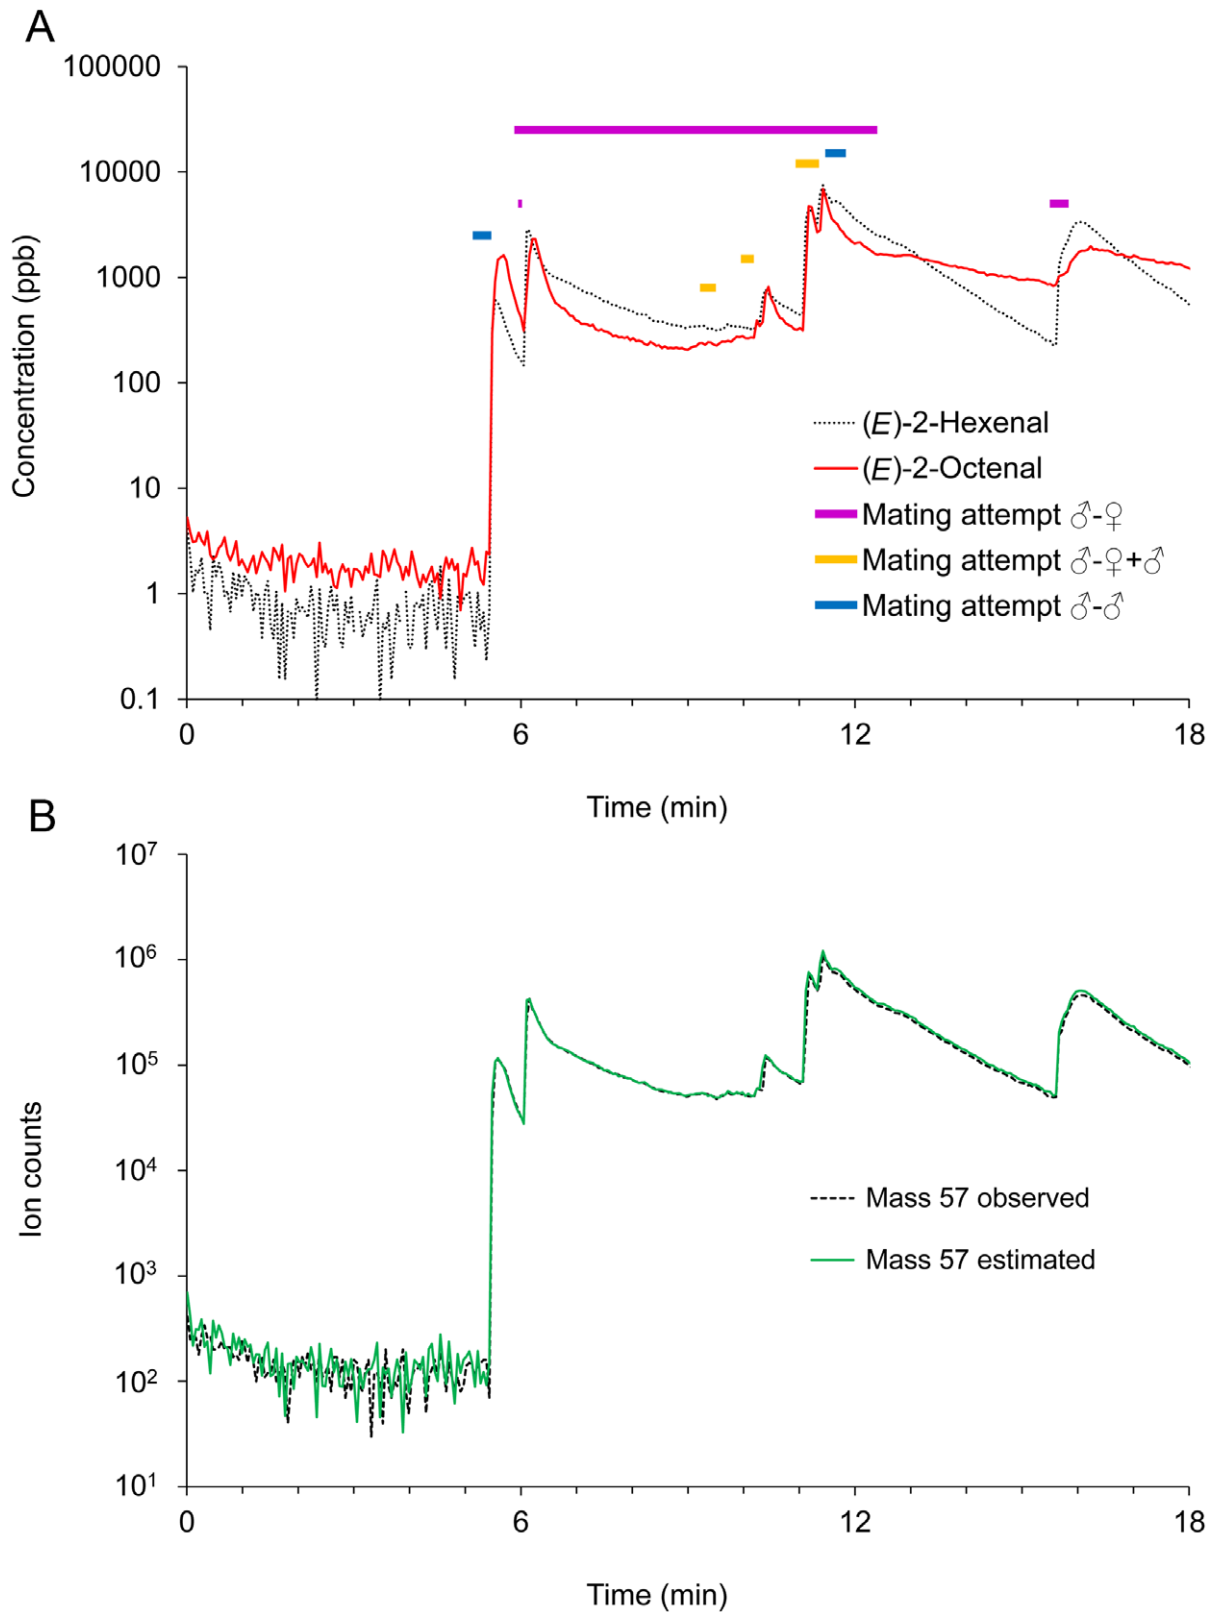 A
100000
10000
1000
100
10
1
0.1
Concentration (ppb)
(E)-2-Hexenal
(E)-2-Octenal
Mating attempt ♂-♀
Mating attempt ♂-♀+♂
Mating attempt ♂-♂
0 6 12 18
Time (min)
B
10⁷
10⁶
10⁵
10⁴
10³
10²
10¹
Ion counts
Mass 57 observed
Mass 57 estimated
0 6 12 18
Time (min)